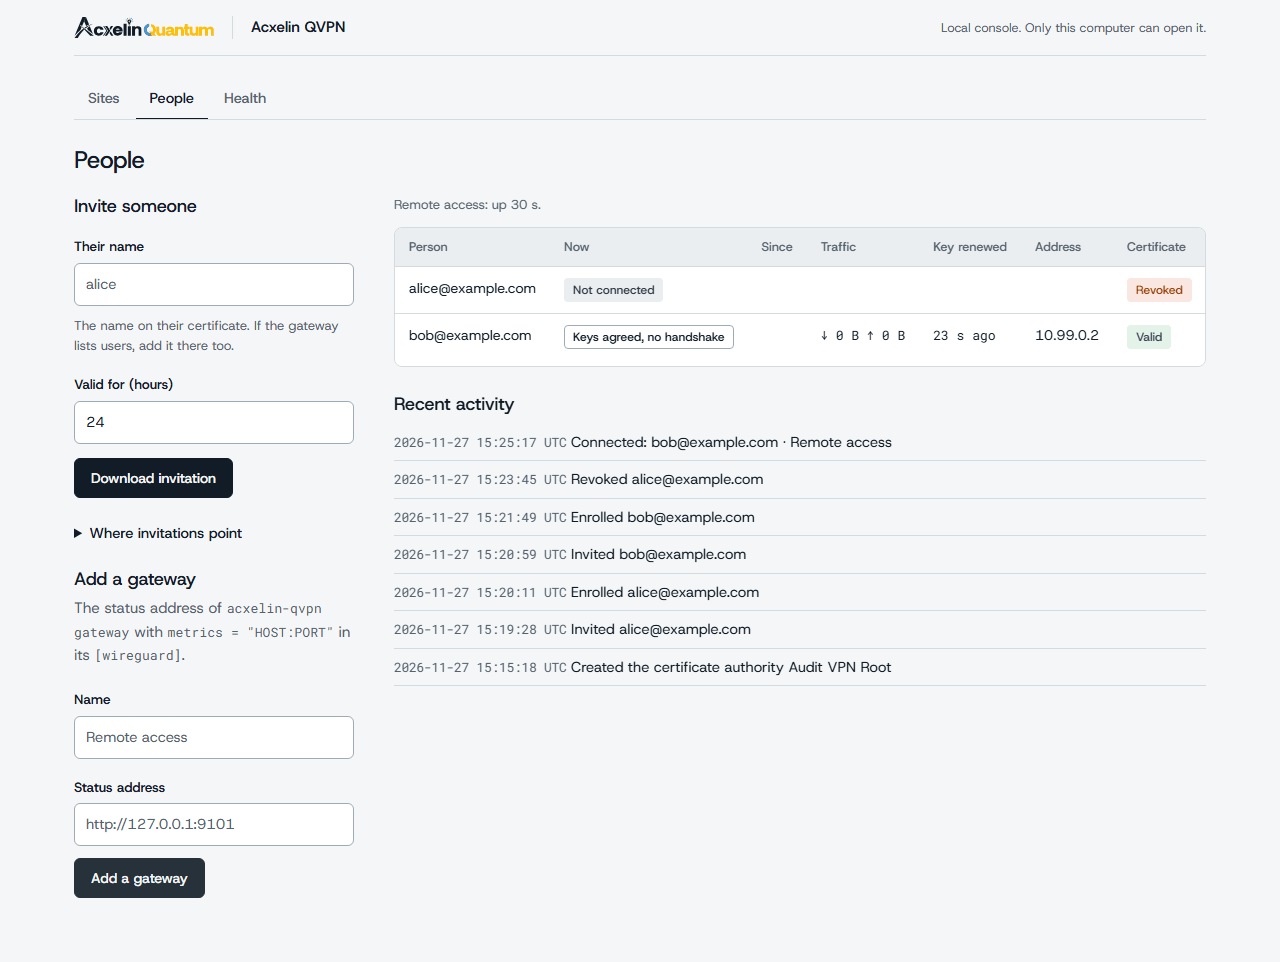 Acxelin Quantum
Acxelin QVPN
Local console. Only this computer can open it.
Sites
People
Health
People
Invite someone
Their name
alice
The name on their certificate. If the gateway
lists users, add it there too.
Valid for (hours)
24
Download invitation
Where invitations point
Add a gateway
The status address of acxelin-qvpn
gateway with metrics = "HOST:PORT" in
its [wireguard].
Name
Remote access
Status address
http://127.0.0.1:9101
Add a gateway
Remote access: up 30 s.
Person Now Since Traffic Key renewed Address Certificate
alice@example.com Not connected Revoked
bob@example.com Keys agreed, no handshake ↓ 0 B ↑ 0 B 23 s ago 10.99.0.2 Valid
Recent activity
2026-11-27 15:25:17 UTC Connected: bob@example.com · Remote access
2026-11-27 15:23:45 UTC Revoked alice@example.com
2026-11-27 15:21:49 UTC Enrolled bob@example.com
2026-11-27 15:20:59 UTC Invited bob@example.com
2026-11-27 15:20:11 UTC Enrolled alice@example.com
2026-11-27 15:19:28 UTC Invited alice@example.com
2026-11-27 15:15:18 UTC Created the certificate authority Audit VPN Root